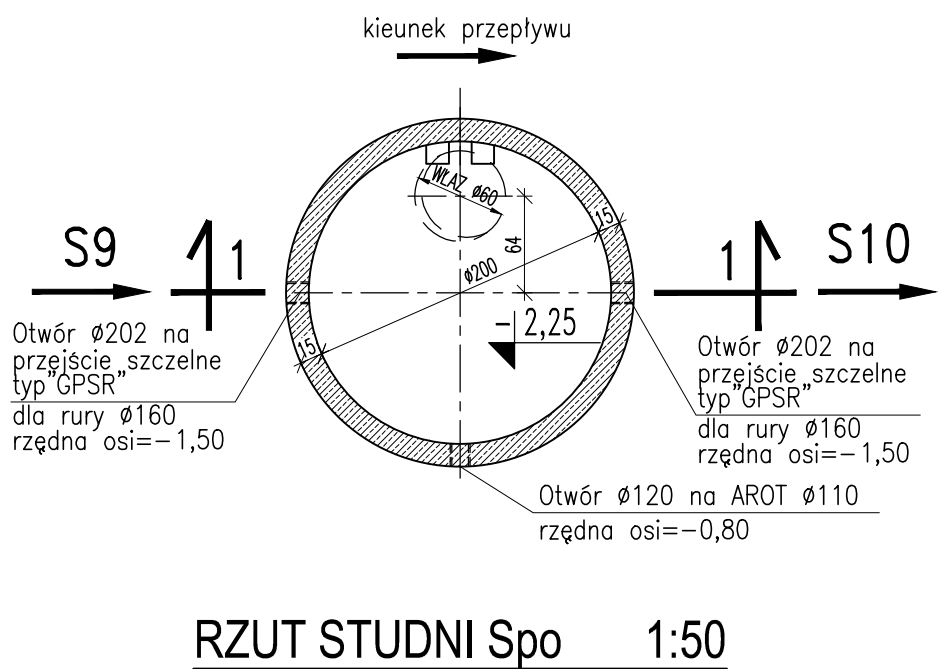 kieunek przepływu
WŁAZ ø60
15
S9
1
64
1
S10
ø200
- 2,25
15
Otwór ø202 na
przejście szczelne
typ"GPSR"
dla rury ø160
rzędna osi=-1,50
Otwór ø202 na
przejście szczelne
typ"GPSR"
dla rury ø160
rzędna osi=-1,50
Otwór ø120 na AROT ø110
rzędna osi=-0,80
RZUT STUDNI Spo 1:50